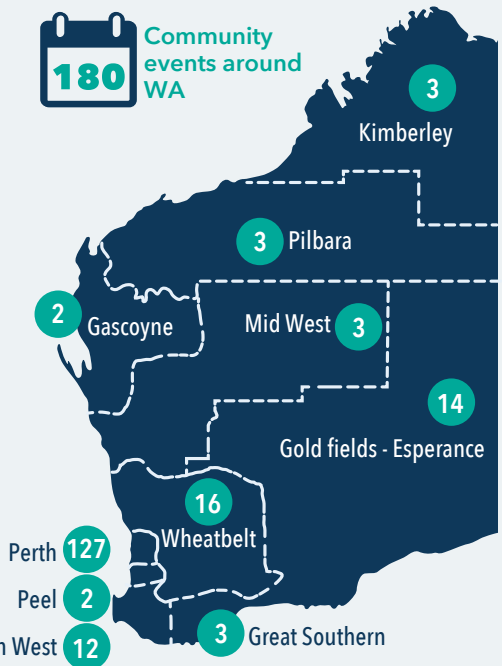 180
Community
events around
WA
3
Kimberley
3 Pilbara
2 Gascoyne
Mid West 3
14
Gold fields - Esperance
16
Wheatbelt
Perth 127
Peel 2
West 12
3 Great Southern